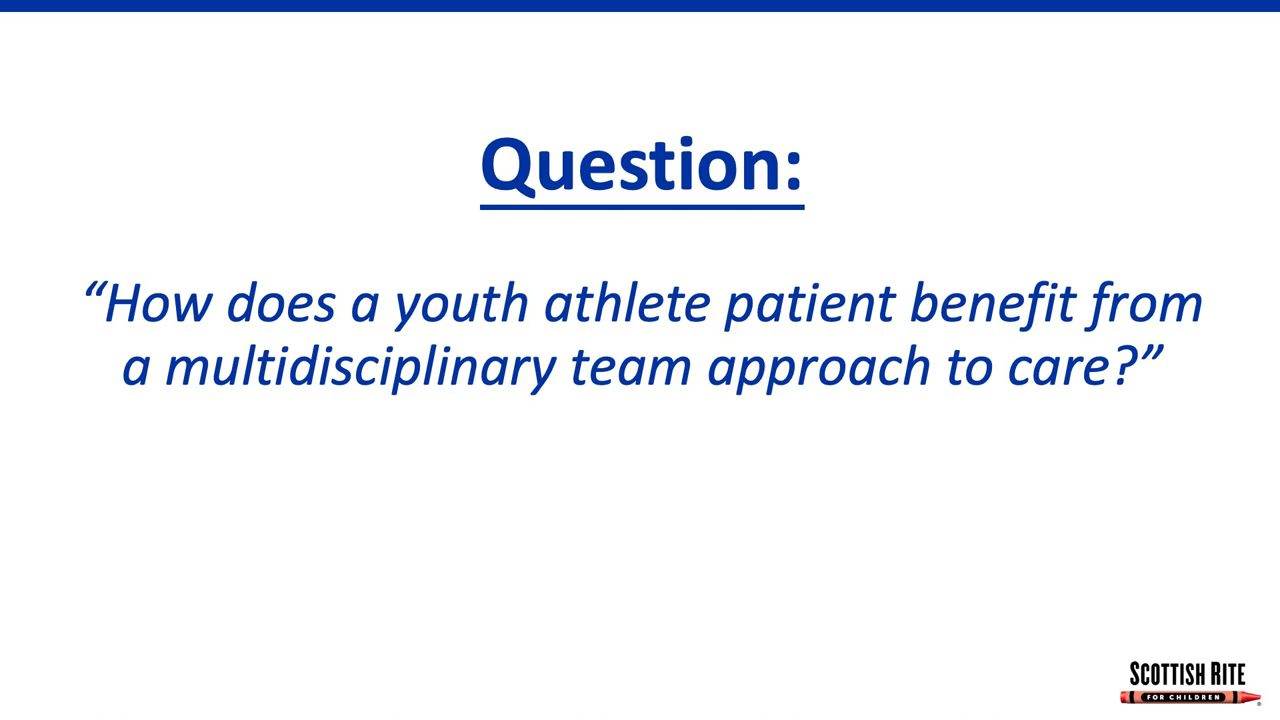 Question:
“How does a youth athlete patient benefit from
a multidisciplinary team approach to care?”
SCOTTISH RITE
FOR CHILDREN
®